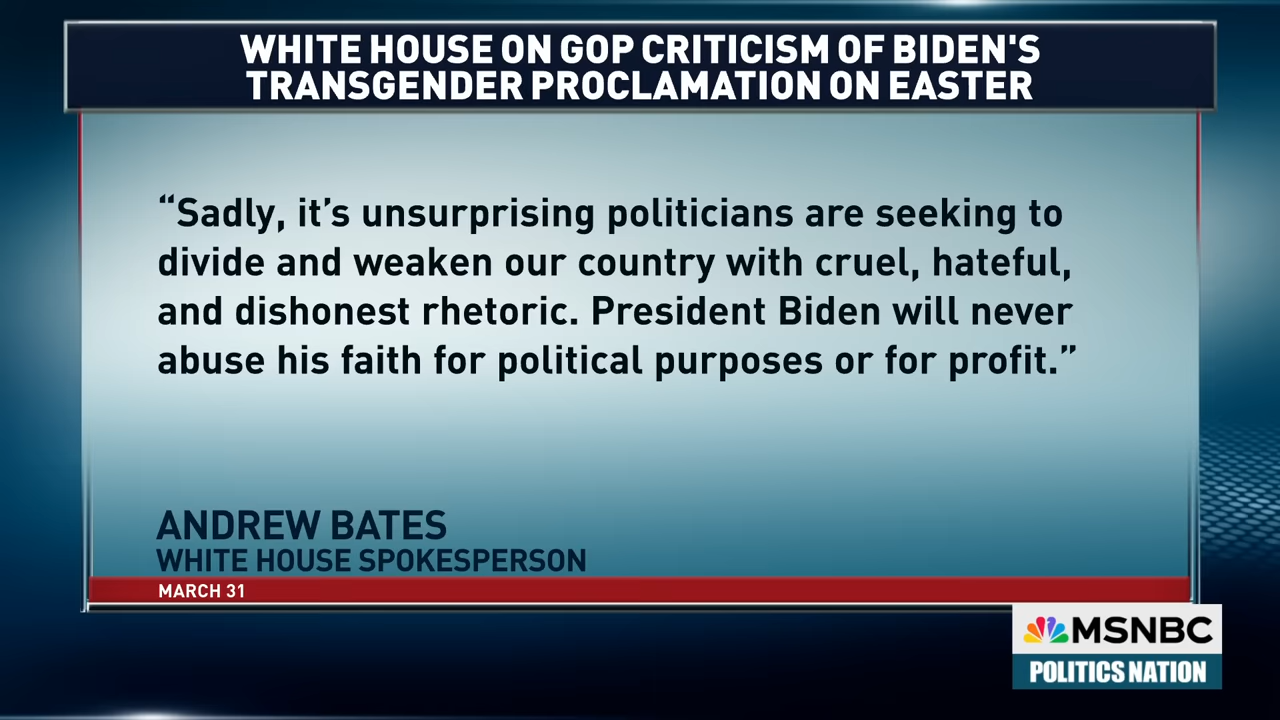 WHITE HOUSE ON GOP CRITICISM OF BIDEN'S
TRANSGENDER PROCLAMATION ON EASTER
“Sadly, it’s unsurprising politicians are seeking to
divide and weaken our country with cruel, hateful,
and dishonest rhetoric. President Biden will never
abuse his faith for political purposes or for profit.”
ANDREW BATES
WHITE HOUSE SPOKESPERSON
MARCH 31
MSNBC
POLITICS NATION